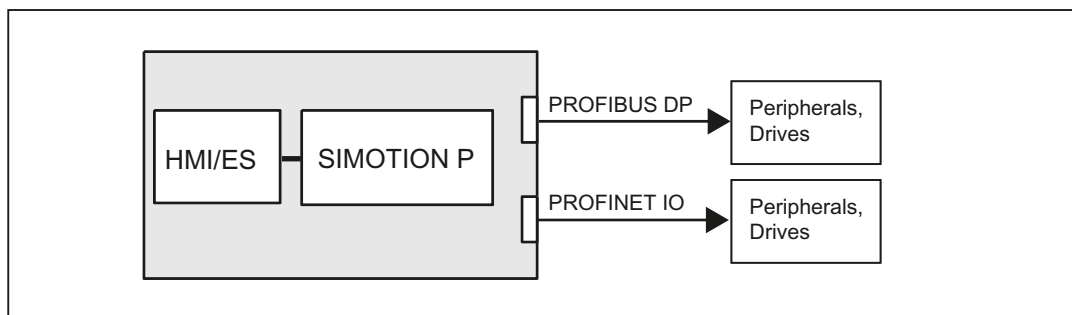 HMI/ES
SIMOTION P
PROFIBUS DP
Peripherals,
Drives
PROFINET IO
Peripherals,
Drives